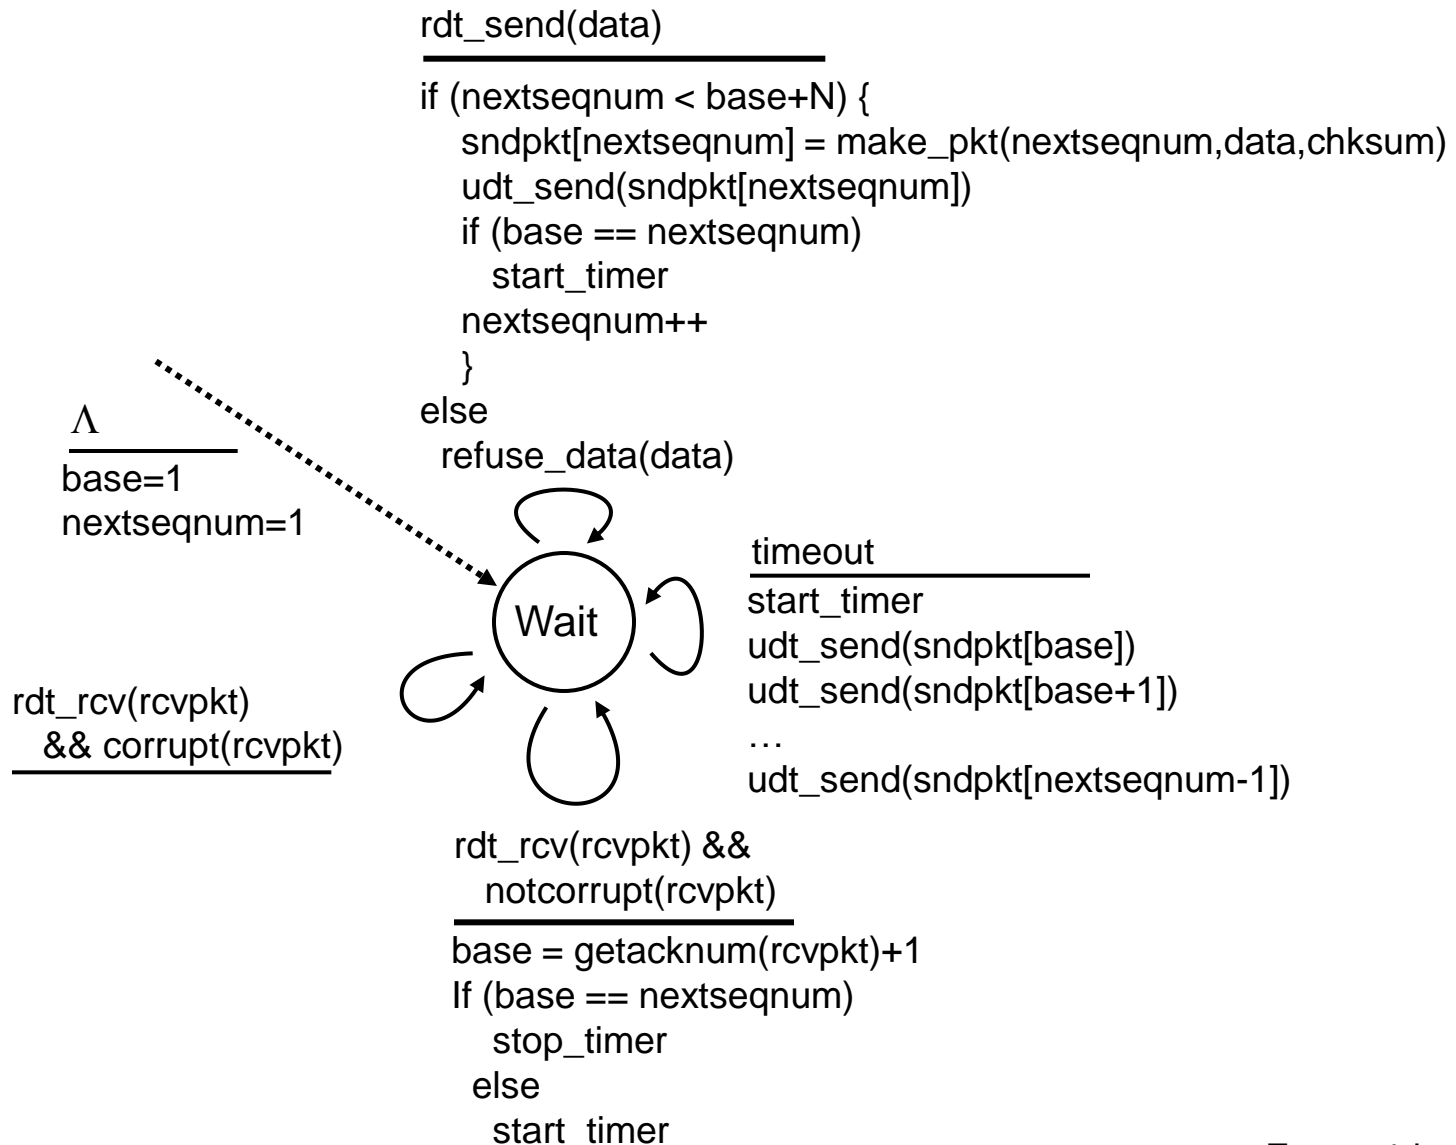 rdt_send(data)
if (nextseqnum < base+N) {
sndpkt[nextseqnum] = make_pkt(nextseqnum,data,chksum)
udt_send(sndpkt[nextseqnum])
if (base == nextseqnum)
start_timer
nextseqnum++
}
else
refuse_data(data)
Λ
base=1
nextseqnum=1
Wait
timeout
start_timer
udt_send(sndpkt[base])
udt_send(sndpkt[base+1])
…
udt_send(sndpkt[nextseqnum-1])
rdt_rcv(rcvpkt)
&& corrupt(rcvpkt)
rdt_rcv(rcvpkt) &&
notcorrupt(rcvpkt)
base = getacknum(rcvpkt)+1
If (base == nextseqnum)
stop_timer
else
start_timer